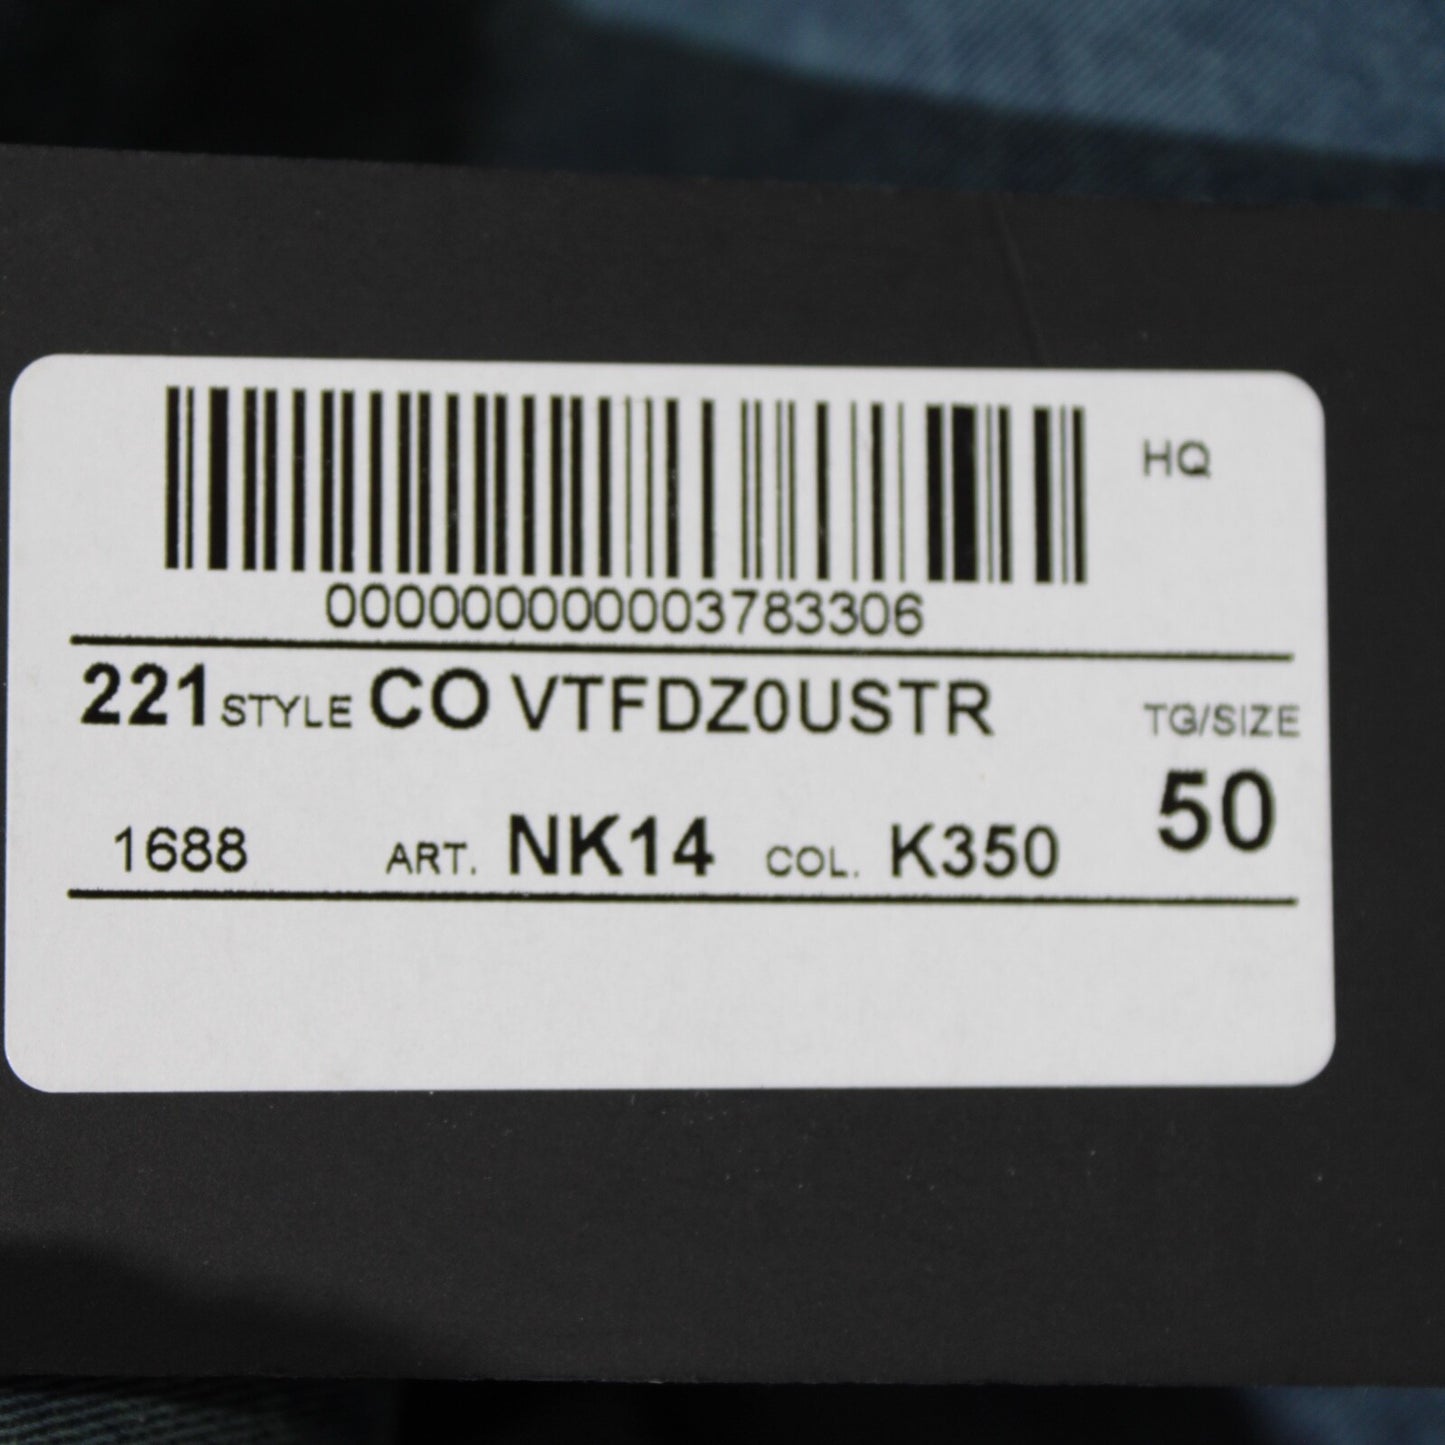 HQ
000000000003783306
221 STYLE CO VTFDZ0USTR TG/SIZE
50
1688 ART. NK14 COL. K350